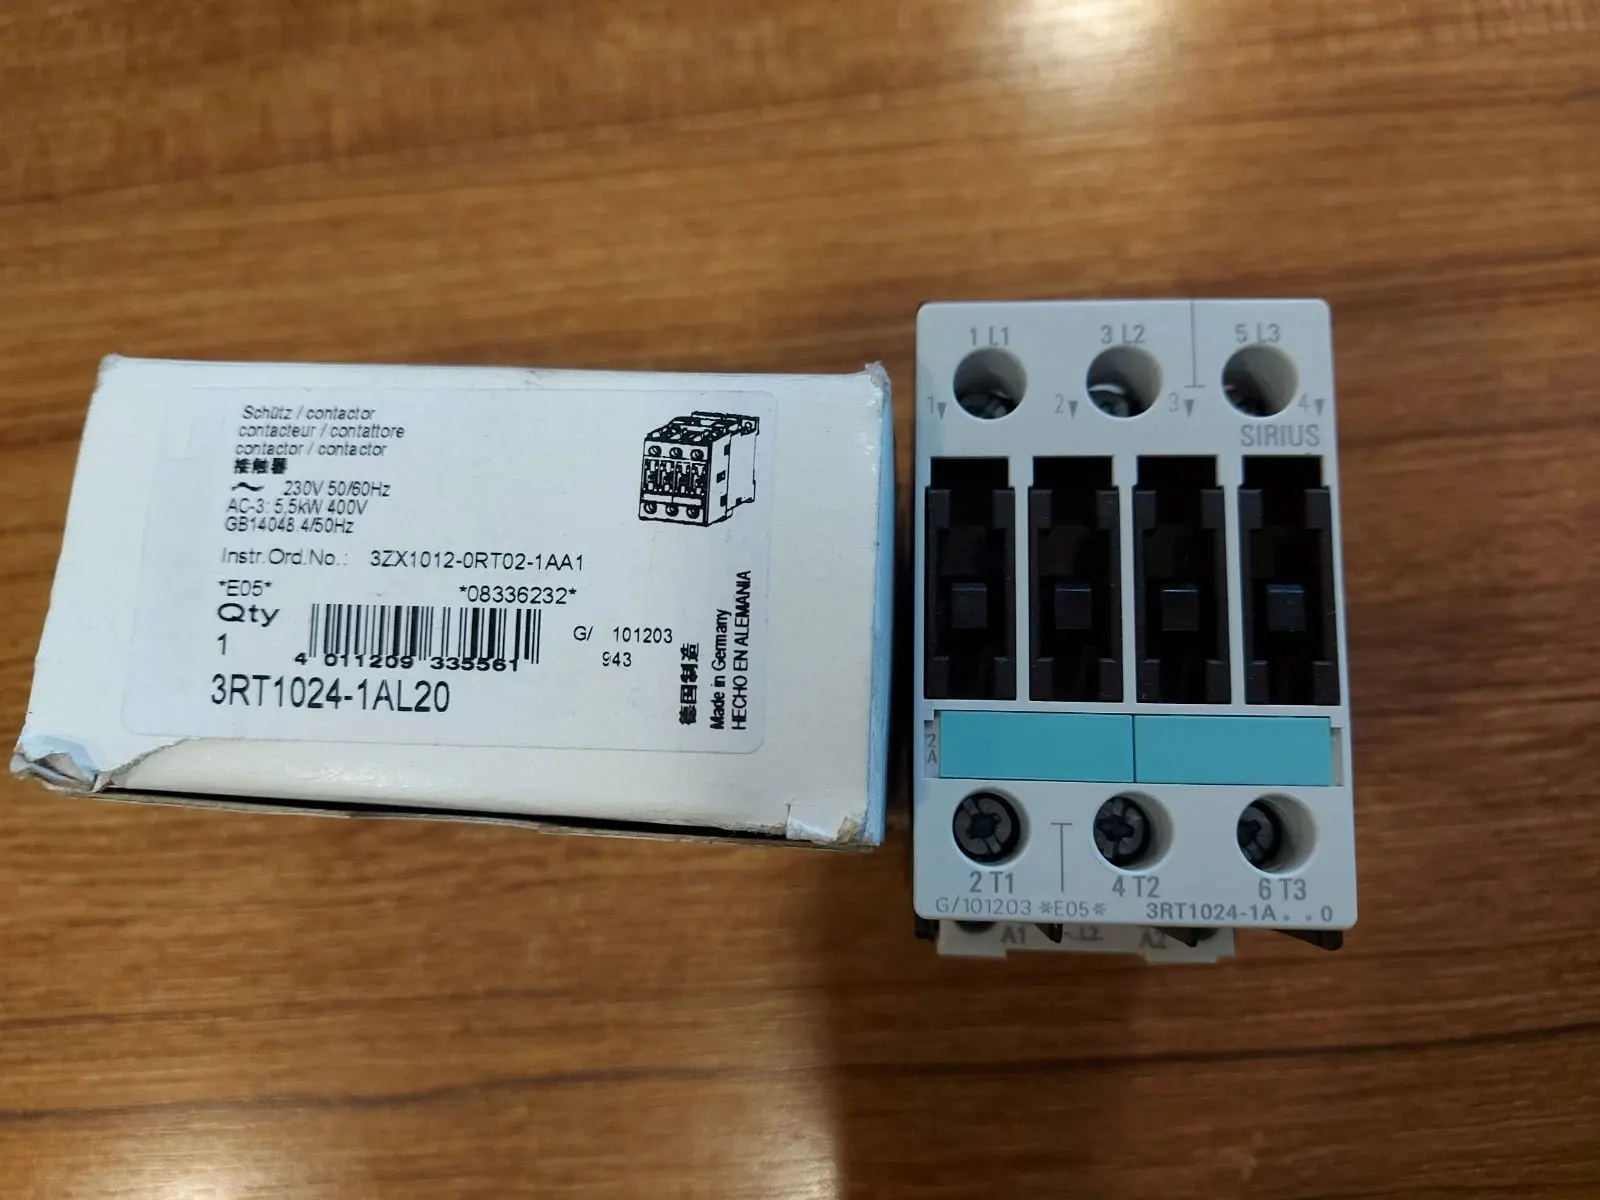 Schütz / contactor
contacteur / contattore
contactor / contactor
接触器
~ 230V 50/60Hz
AC-3: 5,5kW 400V
GB14048.4/50Hz
Instr.Ord.No.: 3ZX1012-0RT02-1AA1
*E05* *08336232*
Qty
1
4 011209 335561
G/ 101203
943
3RT1024-1AL20
德国制造
Made in Germany
HECHO EN ALEMANIA
1 L1 3 L2 5 L3
1 2 3 4
SIRIUS
2
A
2 T1 4 T2 6 T3
G/101203 *E05* 3RT1024-1A..0
A1 -.L2. A2